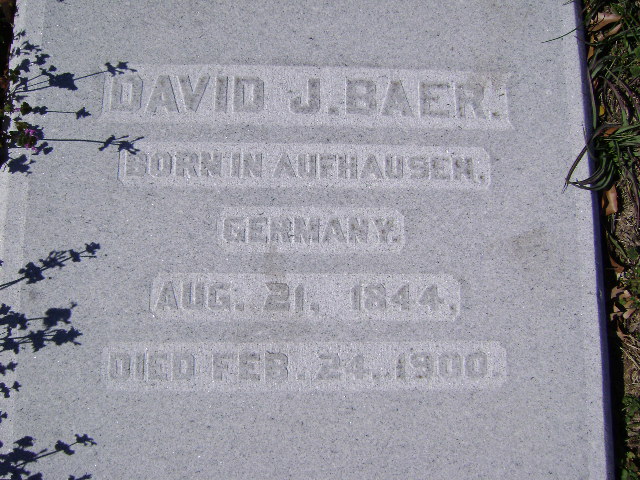 DAVID J. BAER.
BORN IN AUFHAUSEN.
GERMANY.
AUG. 21. 1844.
DIED FEB. 24. 1900.